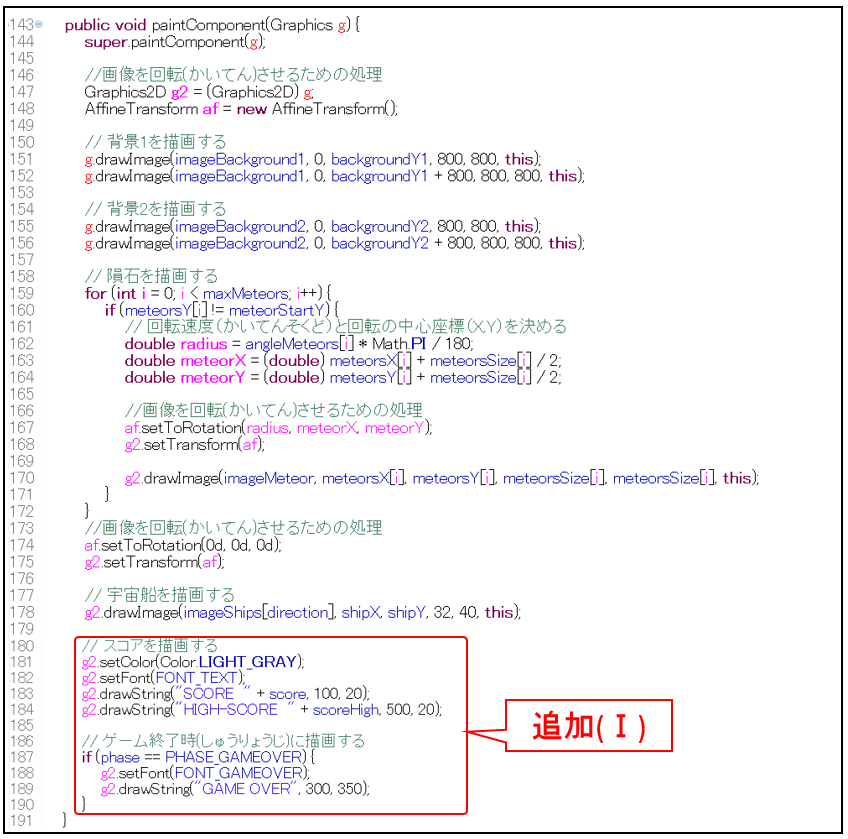 143 public void paintComponent(Graphics g) {
144 super.paintComponent(g);
145
146 //画像を回転(かいてん)させるための処理
147 Graphics2D g2 = (Graphics2D) g;
148 AffineTransform af = new AffineTransform();
149
150 // 背景1を描画する
151 g.drawImage(imageBackground1, 0, backgroundY1, 800, 800, this);
152 g.drawImage(imageBackground1, 0, backgroundY1 + 800, 800, 800, this);
153
154 // 背景2を描画する
155 g.drawImage(imageBackground2, 0, backgroundY2, 800, 800, this);
156 g.drawImage(imageBackground2, 0, backgroundY2 + 800, 800, 800, this);
157
158 // 隕石を描画する
159 for (int i = 0; i < maxMeteors; i++) {
160 if (meteorsY[i] != meteorStartY) {
161 // 回転速度(かいてんそくど)と回転の中心座標(X,Y)を決める
162 double radius = angleMeteors[i] * Math.PI / 180;
163 double meteorX = (double) meteorsX[i] + meteorsSize[i] / 2;
164 double meteorY = (double) meteorsY[i] + meteorsSize[i] / 2;
165
166 //画像を回転(かいてん)させるための処理
167 af.setToRotation(radius, meteorX, meteorY);
168 g2.setTransform(af);
169
170 g2.drawImage(imageMeteor, meteorsX[i], meteorsY[i], meteorsSize[i], meteorsSize[i], this);
171 }
172 }
173 //画像を回転(かいてん)させるための処理
174 af.setToRotation(0d, 0d, 0d);
175 g2.setTransform(af);
176
177 // 宇宙船を描画する
178 g2.drawImage(imageShips[direction], shipX, shipY, 32, 40, this);
179
180 // スコアを描画する
181 g2.setColor(Color.LIGHT_GRAY);
182 g2.setFont(FONT_TEXT);
183 g2.drawString("SCORE  " + score, 100, 20);
184 g2.drawString("HIGH-SCORE  " + scoreHigh, 500, 20);
185
186 // ゲーム終了時(しゅうりょうじ)に描画する
187 if (phase == PHASE_GAMEOVER) {
188 g2.setFont(FONT_GAMEOVER);
189 g2.drawString("GAME OVER", 300, 350);
190 }
191 }
追加(Ⅰ)